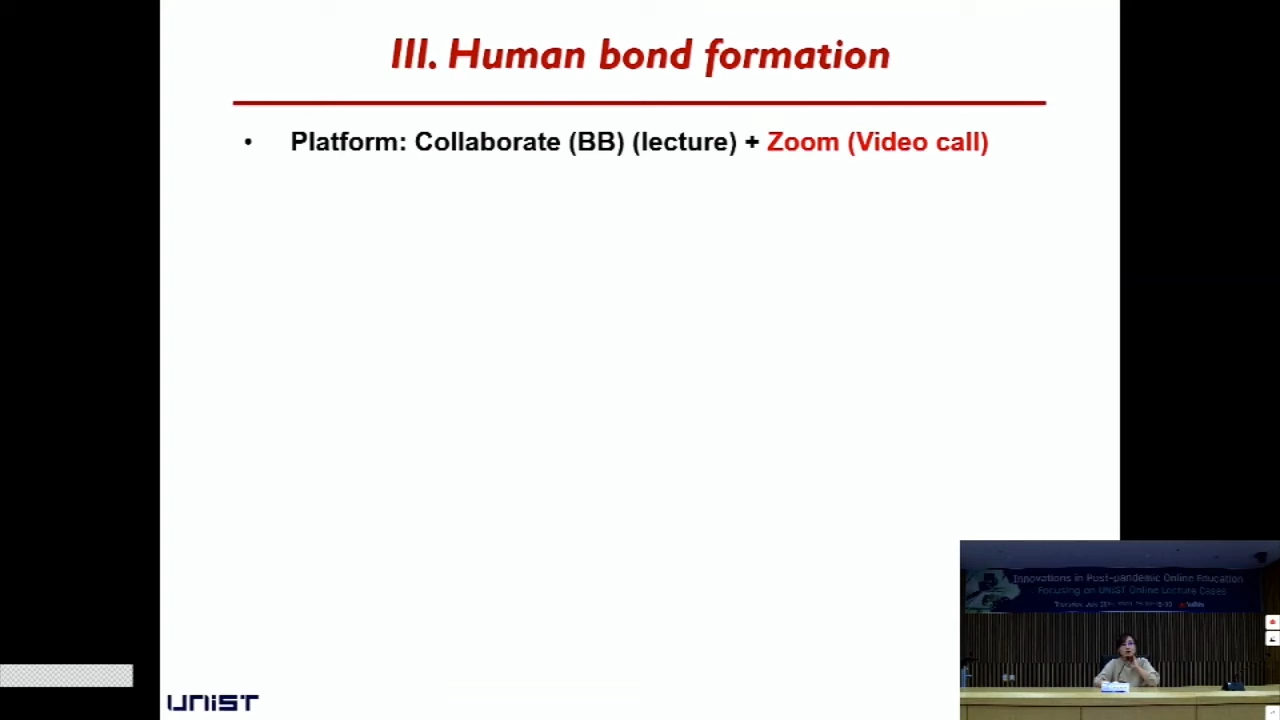 III. Human bond formation
• Platform: Collaborate (BB) (lecture) + Zoom (Video call)
UNIST
Innovations in Post-pandemic Online Education
Focusing on UNIST Online Lecture Cases